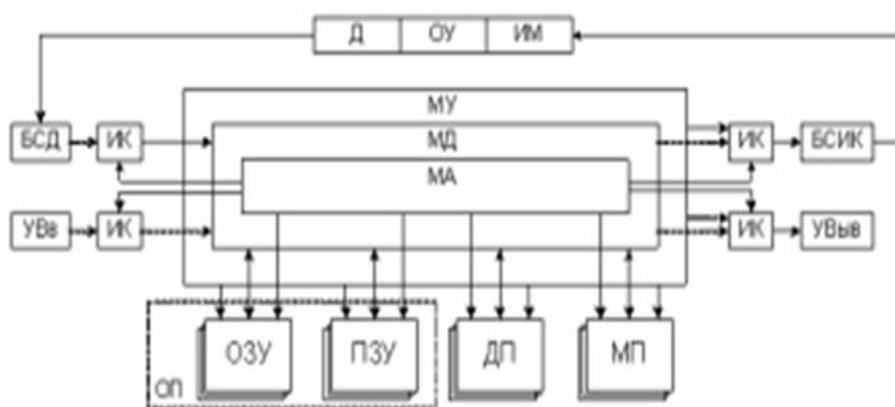 Д ОУ ИМ
МУ
БСД ИК МД ИК БСИК
МА
УВв ИК ИК УВыв
ОЗУ ПЗУ ДП МП
ОП